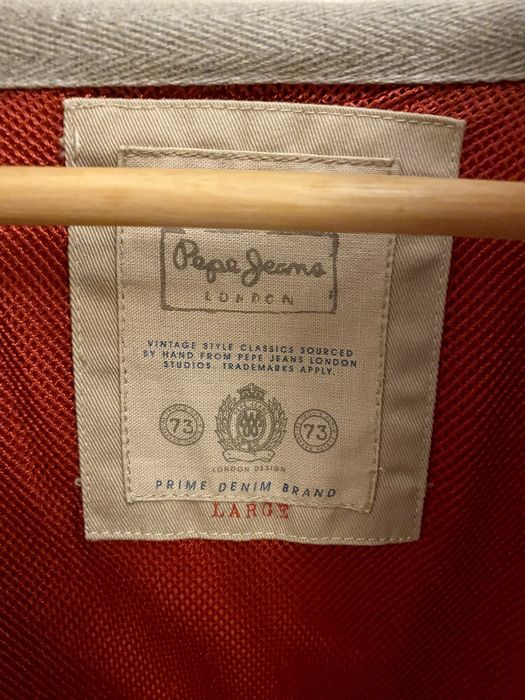 Pepe Jeans
LONDON
VINTAGE STYLE CLASSICS SOURCED
BY HAND FROM PEPE JEANS LONDON
STUDIOS. TRADEMARKS APPLY.
73
73
LONDON DESIGN
PRIME DENIM BRAND
LARGE